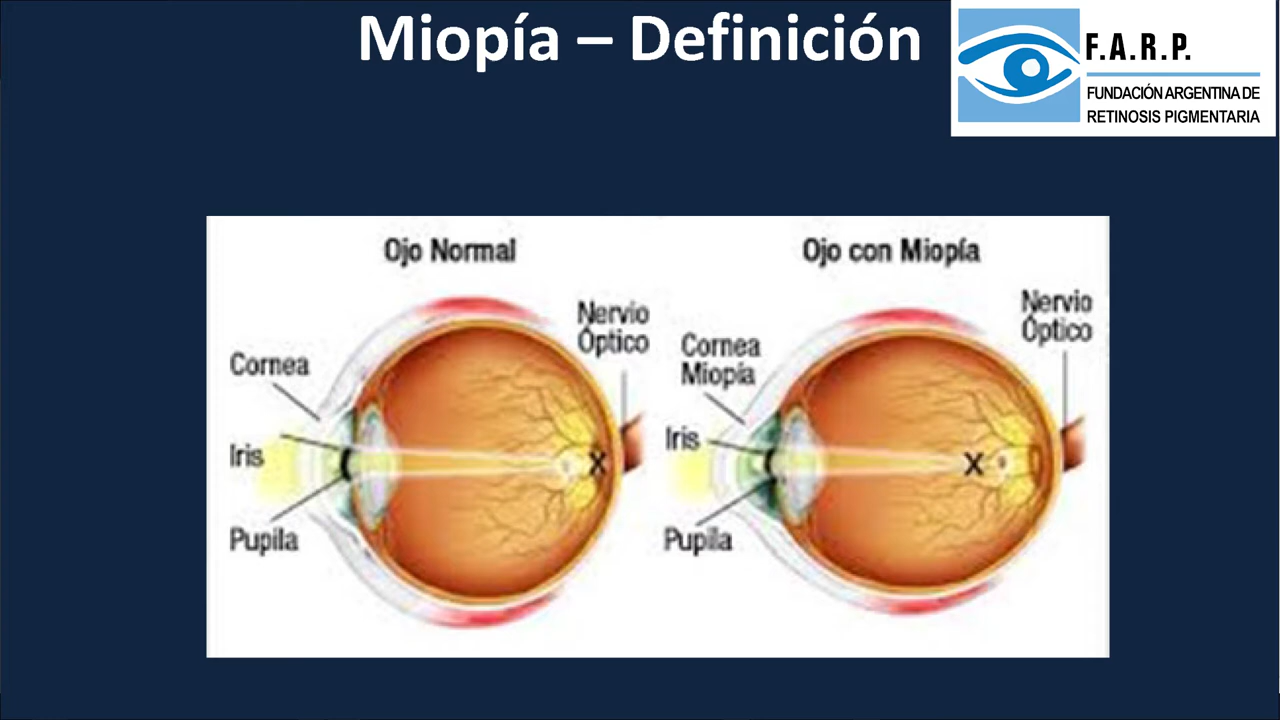 Miopía – Definición
F.A.R.P.
FUNDACIÓN ARGENTINA DE
RETINOSIS PIGMENTARIA
Ojo Normal
Nervio
Óptico
Cornea
Iris
Pupila
X
Ojo con Miopía
Nervio
Óptico
Cornea
Miopía
Iris
Pupila
X